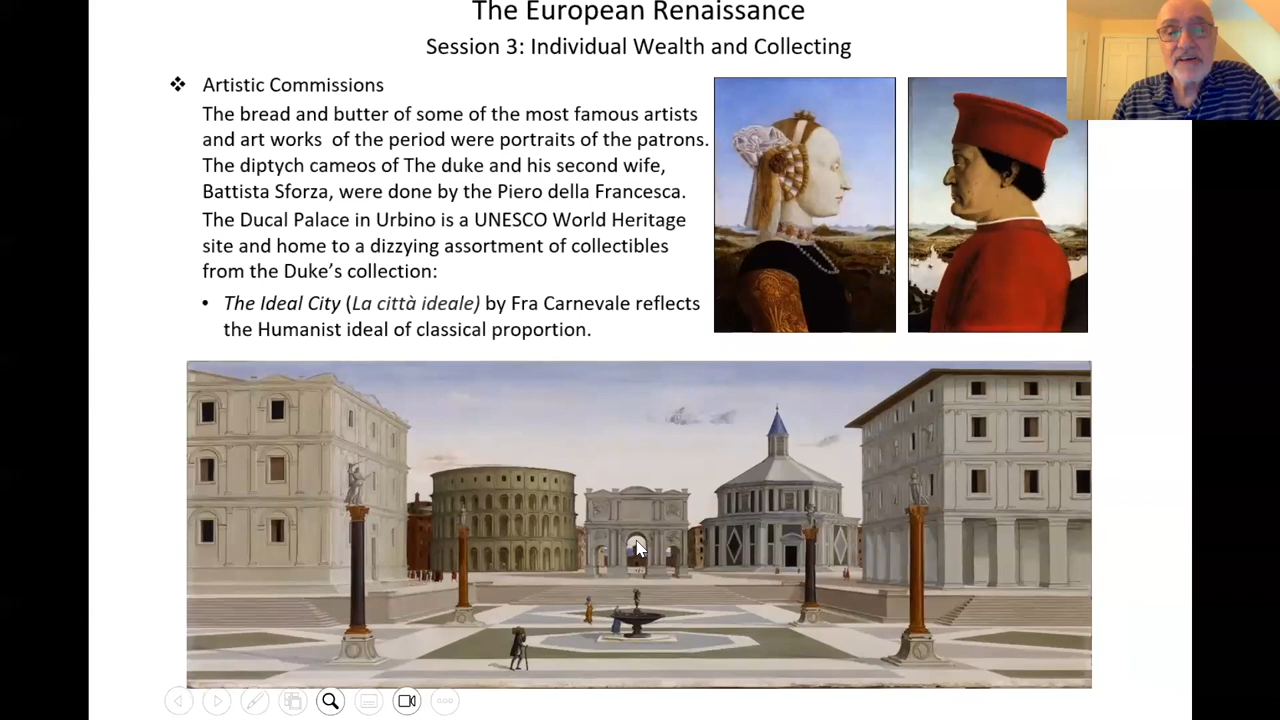 The European Renaissance
Session 3: Individual Wealth and Collecting
❖ Artistic Commissions
The bread and butter of some of the most famous artists
and art works of the period were portraits of the patrons.
The diptych cameos of The duke and his second wife,
Battista Sforza, were done by the Piero della Francesca.
The Ducal Palace in Urbino is a UNESCO World Heritage
site and home to a dizzying assortment of collectibles
from the Duke’s collection:
• The Ideal City (La città ideale) by Fra Carnevale reflects
the Humanist ideal of classical proportion.